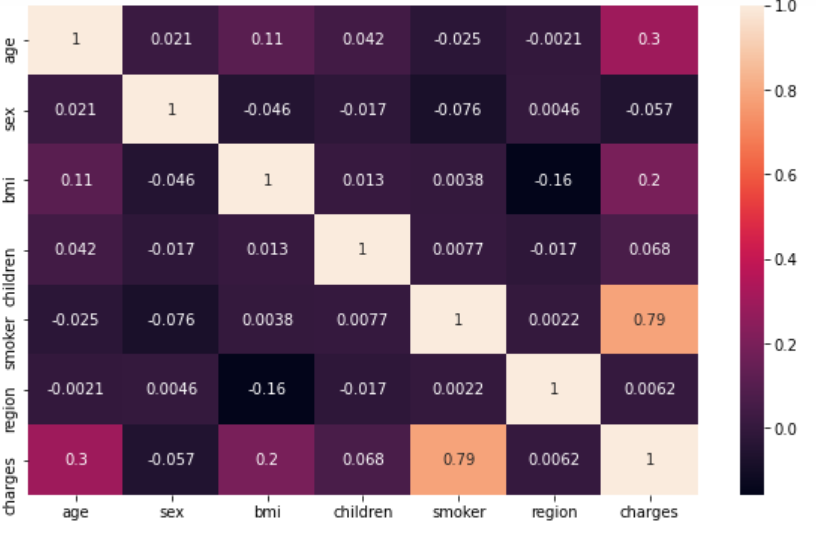 1.0
age 1 0.021 0.11 0.042 -0.025 -0.0021 0.3
0.8
sex 0.021 1 -0.046 -0.017 -0.076 0.0046 -0.057
bmi 0.11 -0.046 1 0.013 0.0038 -0.16 0.2
0.6
children 0.042 -0.017 0.013 1 0.0077 -0.017 0.068
0.4
smoker -0.025 -0.076 0.0038 0.0077 1 0.0022 0.79
0.2
region -0.0021 0.0046 -0.16 -0.017 0.0022 1 0.0062
0.0
charges 0.3 -0.057 0.2 0.068 0.79 0.0062 1
age sex bmi children smoker region charges